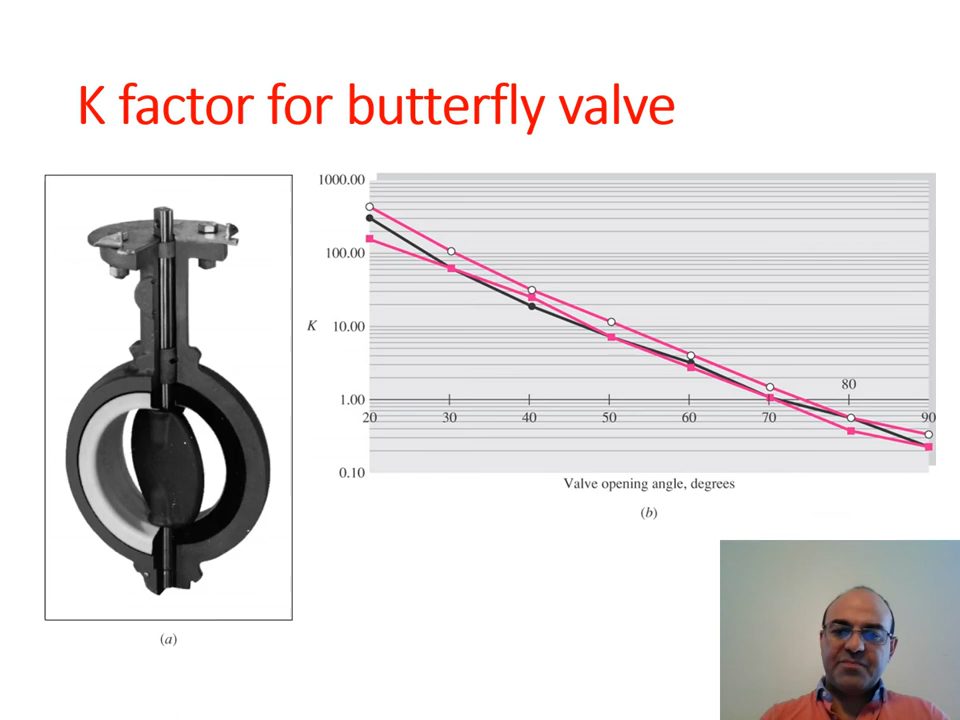 K factor for butterfly valve
1000.00
100.00
K 10.00
80
1.00
20 30 40 50 60 70 90
0.10
Valve opening angle, degrees
(b)
(a)